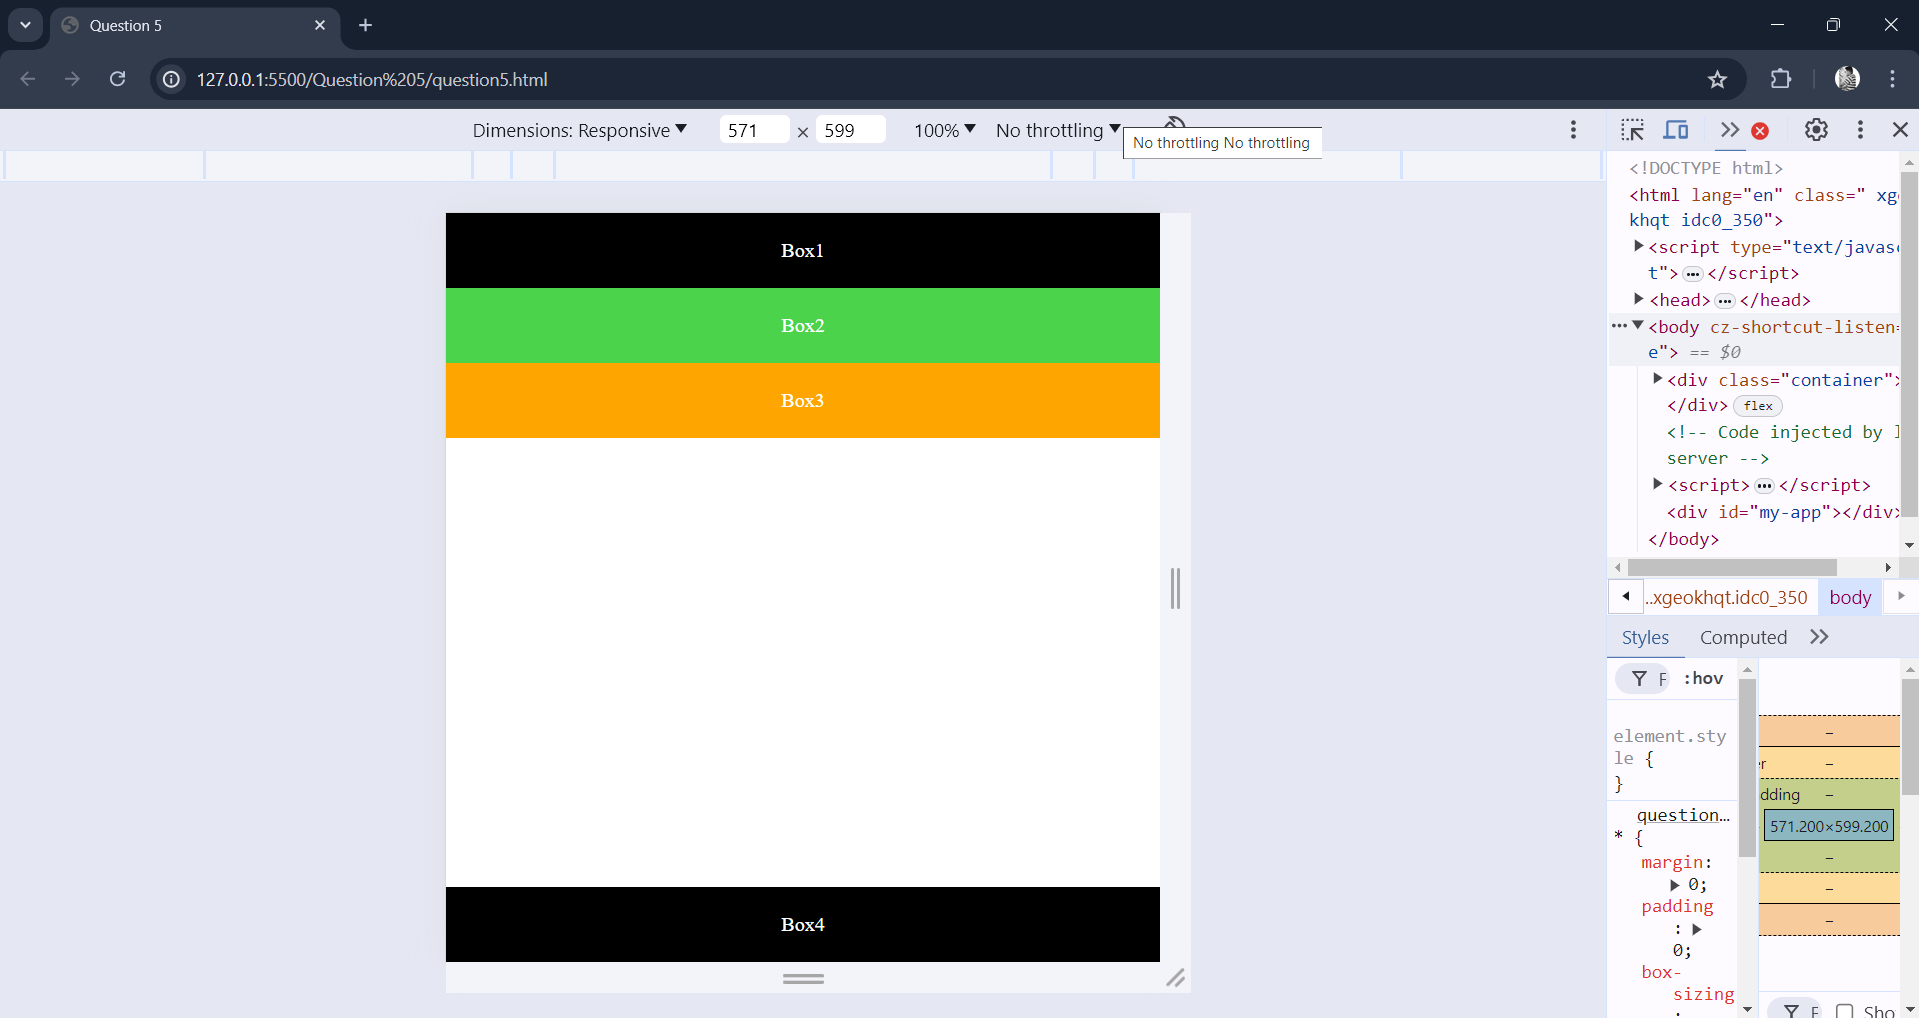 Question 5
127.0.0.1:5500/Question%205/question5.html
Dimensions: Responsive 571 × 599 100% No throttling
No throttling No throttling
Box1
Box2
Box3
Box4
<!DOCTYPE html>
<html lang="en" class=" xg
khqt idc0_350">
<script type="text/javas
t"> … </script>
<head> … </head>
<body cz-shortcut-listen=
e"> == $0
<div class="container">
</div> flex
<!-- Code injected by l
server -->
<script> … </script>
<div id="my-app"></div>
</body>
..xgeokhqt.idc0_350 body
Styles Computed
F :hov
element.sty
le {
}
question…
* {
margin:
0;
padding
:
0;
box-
sizing
:
–
er –
dding –
571.200×599.200
–
–
–
F Sho